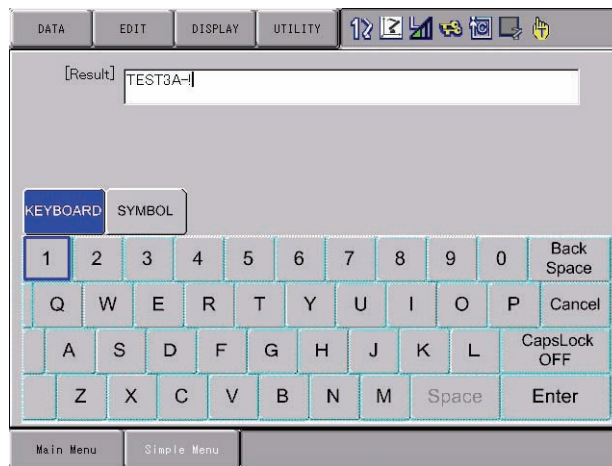 DATA EDIT DISPLAY UTILITY
[Result] TEST3A-!
KEYBOARD SYMBOL
1 2 3 4 5 6 7 8 9 0 Back Space
Q W E R T Y U I O P Cancel
A S D F G H J K L CapsLock OFF
Z X C V B N M Space Enter
Main Menu Simple Menu